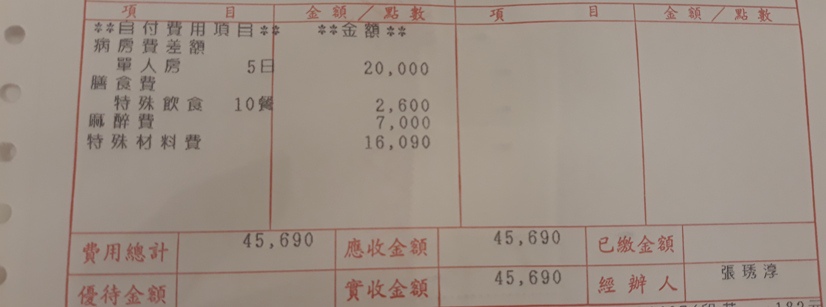 項 目 金 額 ／ 點 數 項 目 金 額 ／ 點 數
**自付費用項目** **金額**
病房費差額
單人房 5日 20,000
膳食費
特殊飲食 10餐 2,600
麻醉費 7,000
特殊材料費 16,090
費用總計 45,690 應收金額 45,690 已繳金額
優待金額 實收金額 45,690 經辦人 張琇淳